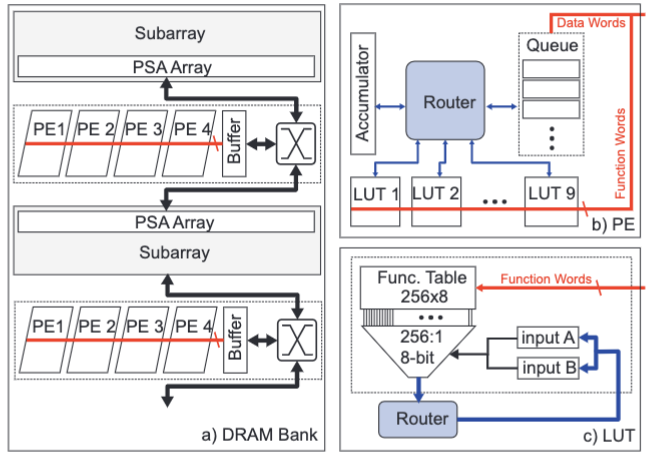 Subarray
PSA Array
PE1 PE 2 PE 3 PE 4
Buffer
PSA Array
Subarray
PE1 PE 2 PE 3 PE 4
Buffer
a) DRAM Bank
Data Words
Queue
Accumulator
Router
Function Words
LUT 1 LUT 2 ... LUT 9
b) PE
Func. Table
256x8
Function Words
...
256:1
8-bit
input A
input B
Router
c) LUT